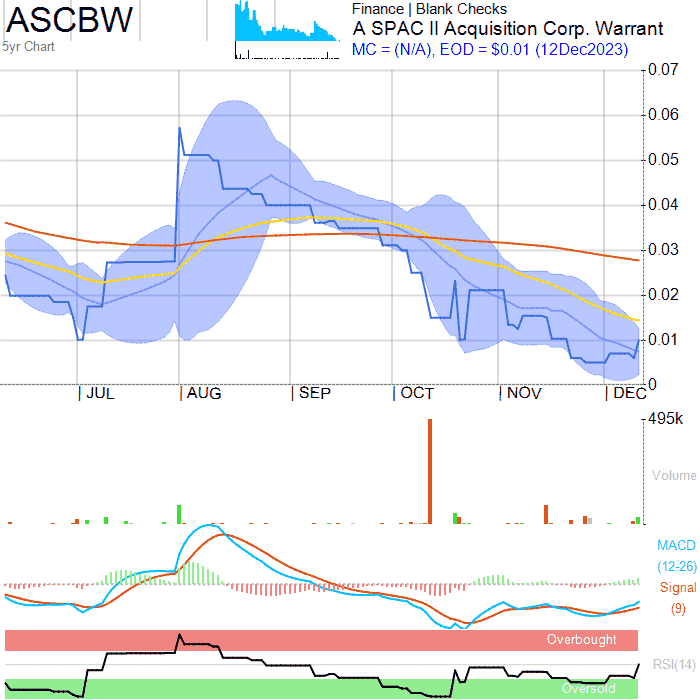 ASCBW
5yr Chart
Finance | Blank Checks
A SPAC II Acquisition Corp. Warrant
MC = (N/A), EOD = $0.01 (12Dec2023)
0.07
0.06
0.05
0.04
0.03
0.02
0.01
0
| JUL | AUG | SEP | OCT | NOV | DEC
495k
Volume
MACD
(12-26)
Signal
(9)
Overbought
RSI(14)
Oversold